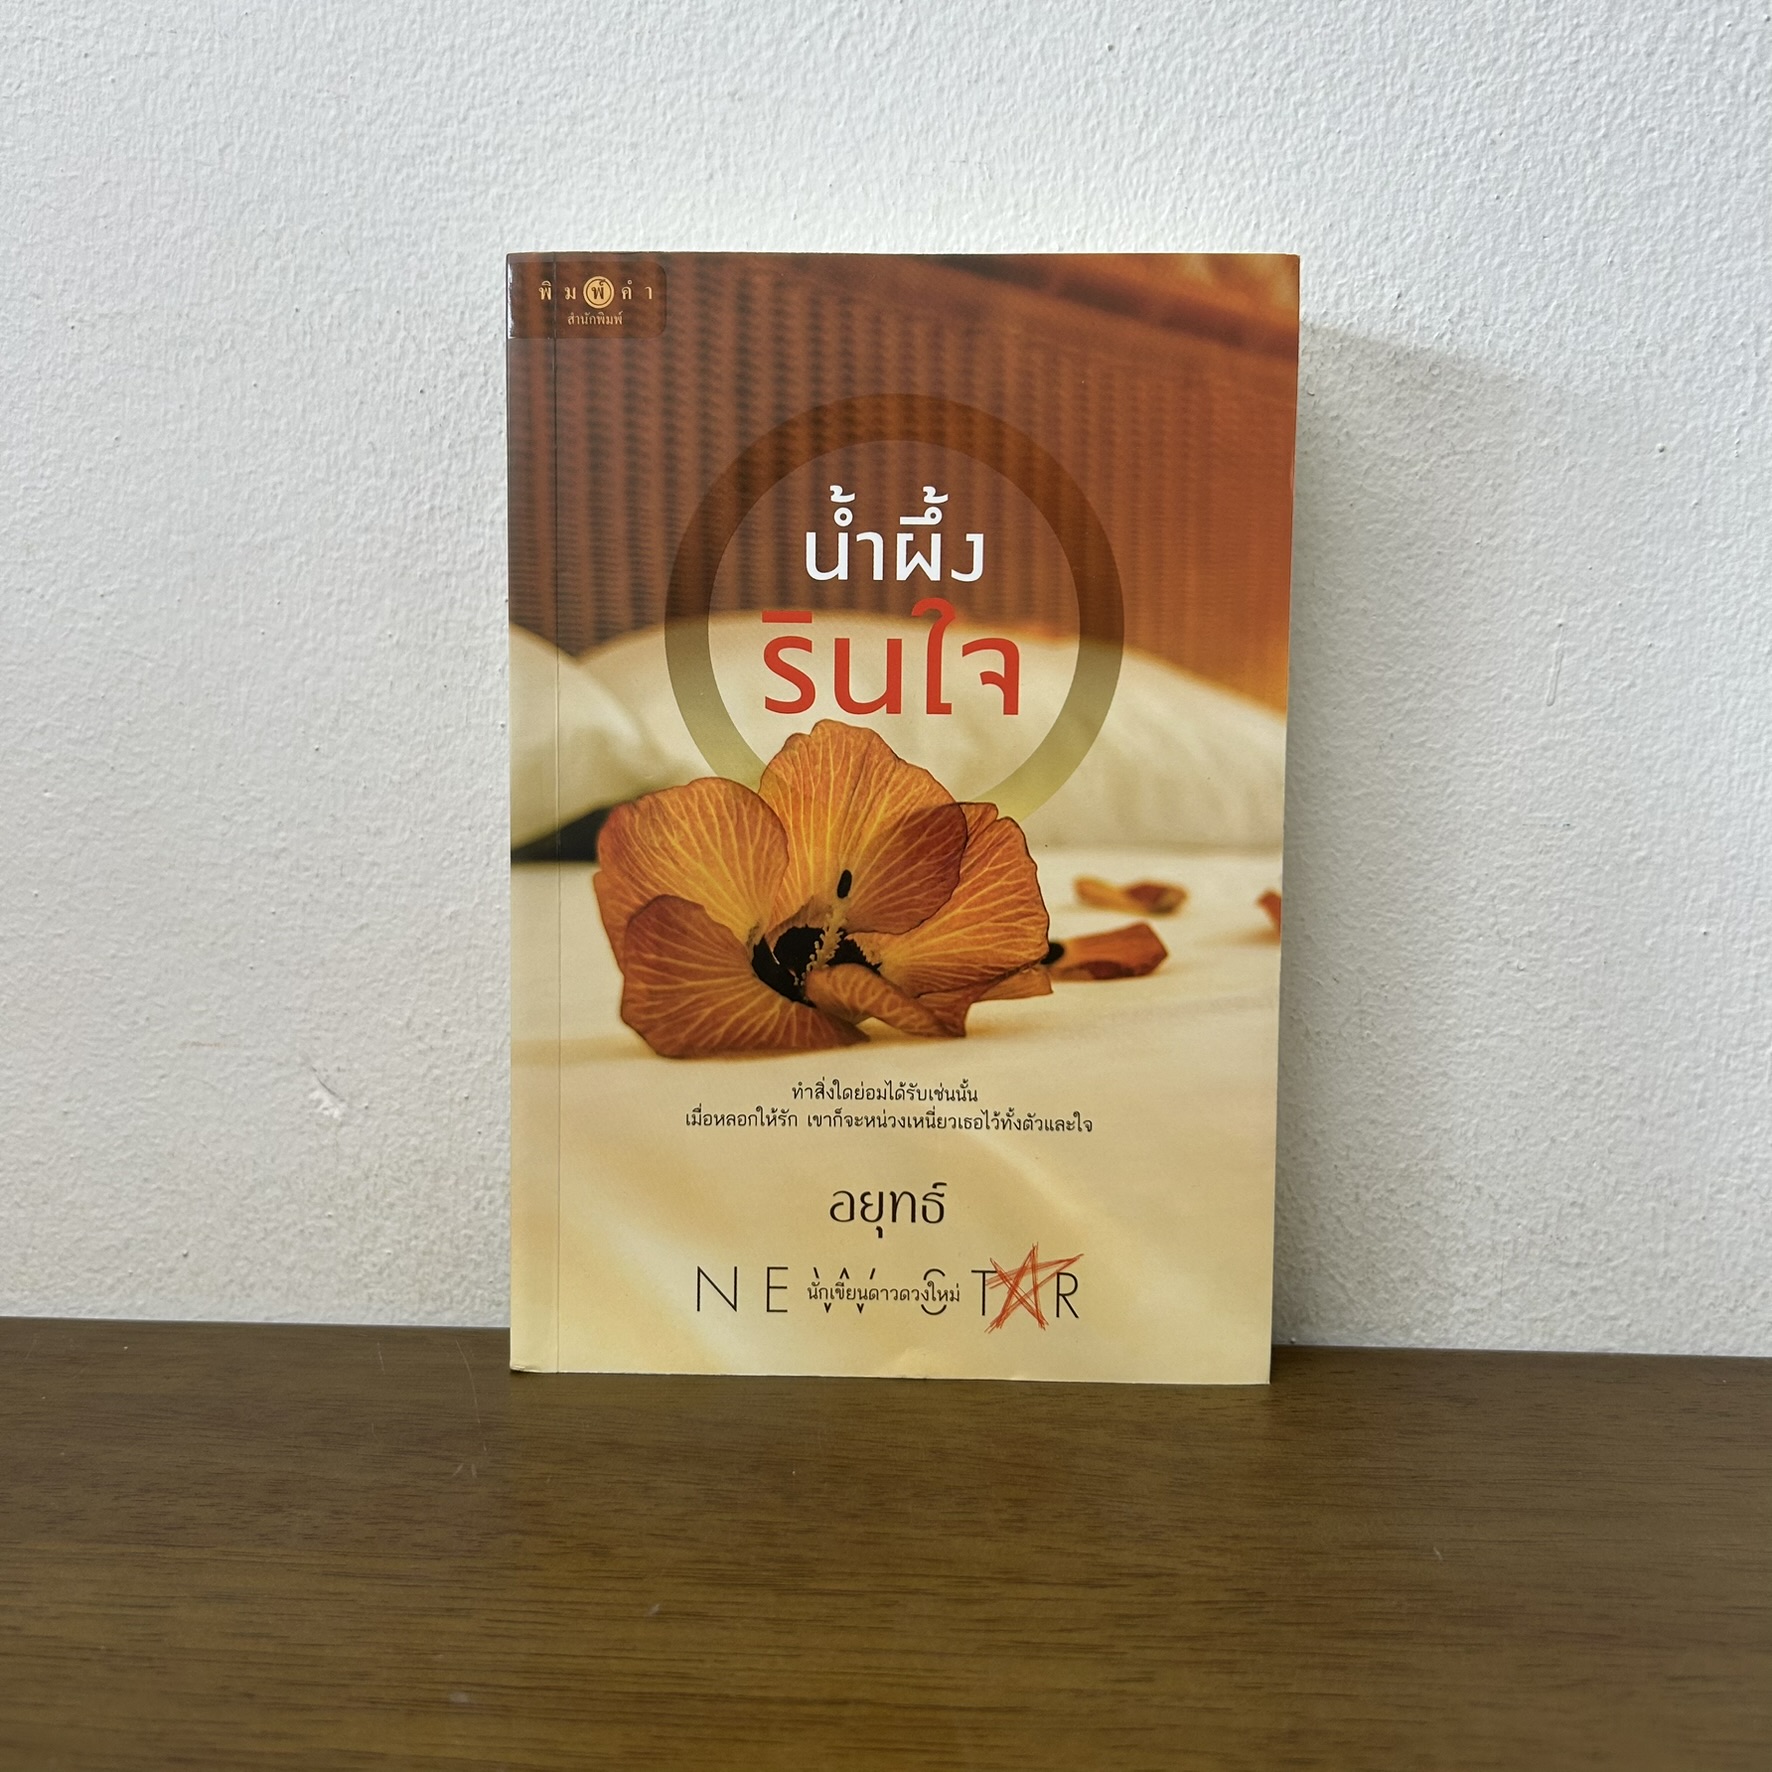 พิมพ์คำ
สำนักพิมพ์
น้ำผึ้ง
รินใจ
ทำสิ่งใดย่อมได้รับเช่นนั้น
เมื่อหลอกให้รัก เขาก็จะหน่วงเหนี่ยวเธอไว้ทั้งตัวและใจ
อยุทธ์
NEW STAR
นักเขียนดาวดวงใหม่